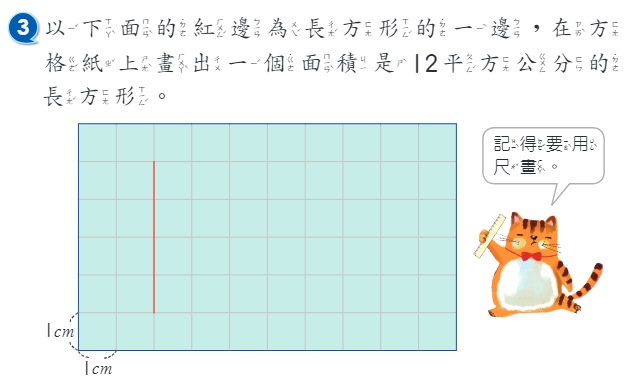 3 以下面的紅邊為長方形的一邊，在方
格紙上畫出一個面積是12平方公分的
長方形。
記得要用
尺畫。
1cm
1cm